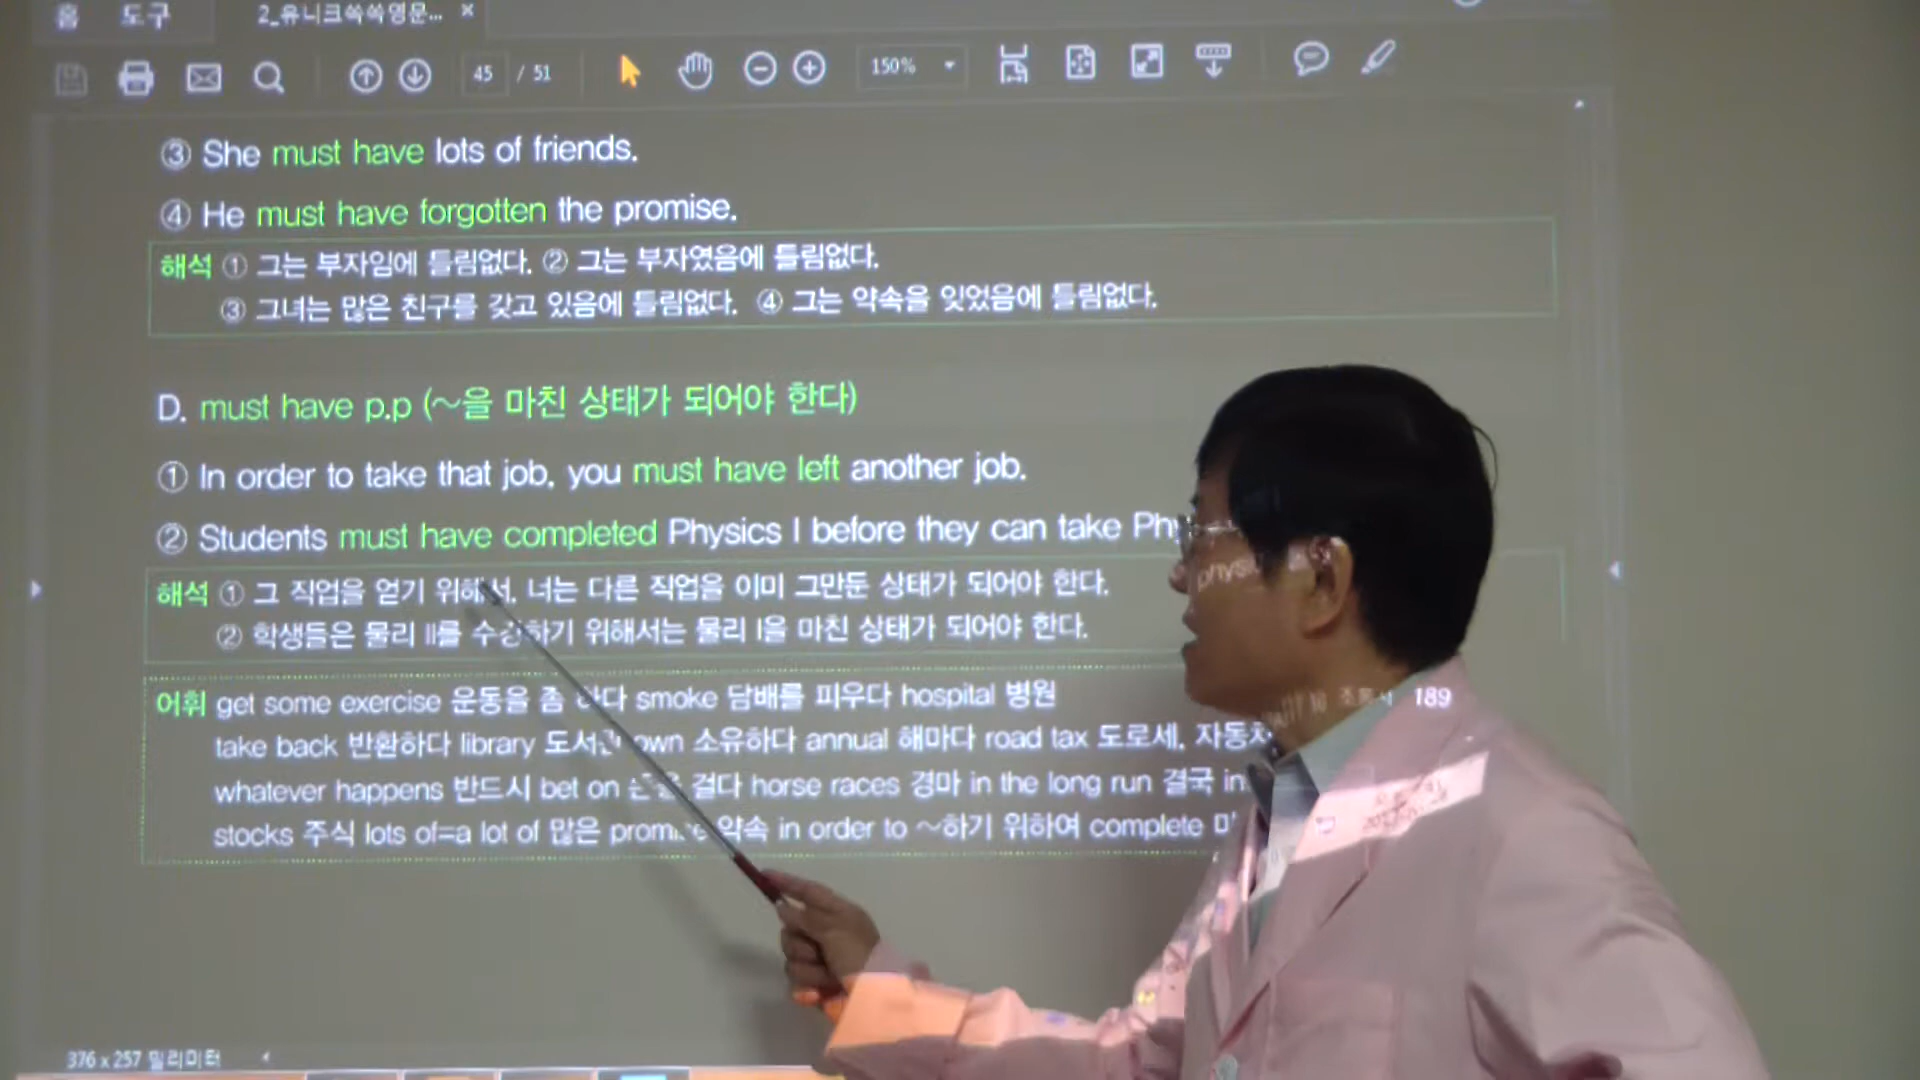 홈 도구 2_유니크쏙쏙영문... ×
45 / 51 150%
③ She must have lots of friends.
④ He must have forgotten the promise.
해석 ① 그는 부자임에 틀림없다. ② 그는 부자였음에 틀림없다.
③ 그녀는 많은 친구를 갖고 있음에 틀림없다. ④ 그는 약속을 잊었음에 틀림없다.
D. must have p.p (~을 마친 상태가 되어야 한다)
① In order to take that job, you must have left another job.
② Students must have completed Physics I before they can take
해석 ① 그 직업을 얻기 위해서, 너는 다른 직업을 이미 그만둔 상태가 되어야 한다.
② 학생들은 물리 II를 수강하기 위해서는 물리 I을 마친 상태가 되어야 한다.
어휘 get some exercise 운동을 좀 하다 smoke 담배를 피우다 hospital 병원
take back 반환하다 library own 소유하다 annual 해마다 road tax 도로세,
whatever happens 반드시 bet on 걸다 horse races 경마 in the long run 결국
stocks 주식 lots of=a lot of 많은 promise 약속 in order to ~하기 위하여 complete
189
376 x 257 밀리미터